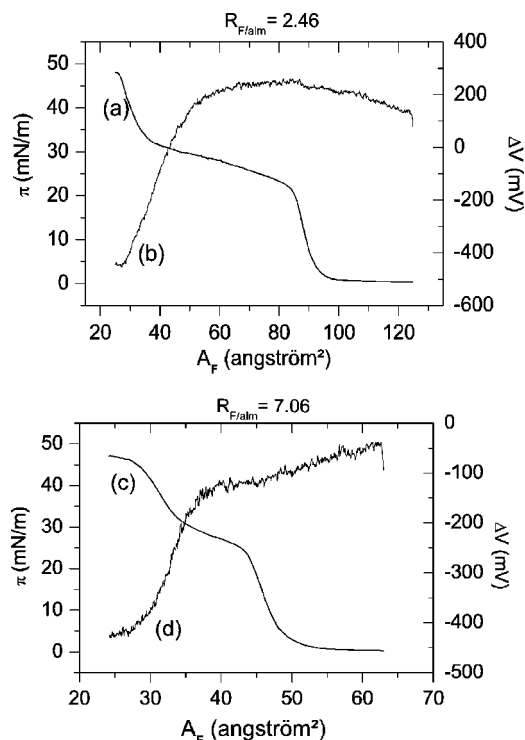 R_F/alm = 2.46
π (mN/m)
50
40
30
20
10
0
(a)
(b)
400
200
0
-200
-400
-600
ΔV (mV)
20 40 60 80 100 120
A_F (angström²)
R_F/alm = 7.06
π (mN/m)
50
40
30
20
10
0
(c)
(d)
0
-100
-200
-300
-400
-500
ΔV (mV)
20 30 40 50 60 70
A_F (angström²)